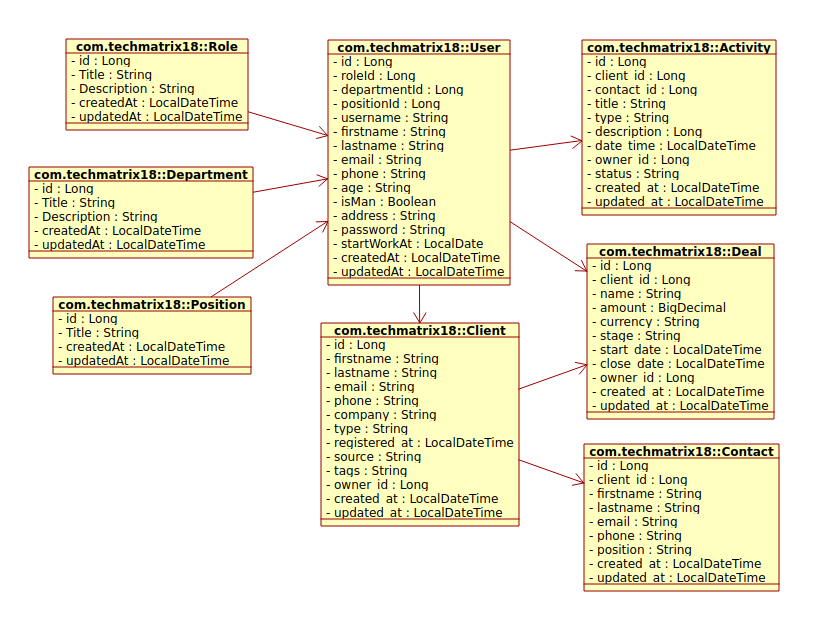 com.techmatrix18::Role
- id : Long
- Title : String
- Description : String
- createdAt : LocalDateTime
- updatedAt : LocalDateTime
com.techmatrix18::Department
- id : Long
- Title : String
- Description : String
- createdAt : LocalDateTime
- updatedAt : LocalDateTime
com.techmatrix18::Position
- id : Long
- Title : String
- createdAt : LocalDateTime
- updatedAt : LocalDateTime
com.techmatrix18::User
- id : Long
- roleId : Long
- departmentId : Long
- positionId : Long
- username : String
- firstname : String
- lastname : String
- email : String
- phone : String
- age : String
- isMan : Boolean
- address : String
- password : String
- startWorkAt : LocalDate
- createdAt : LocalDateTime
- updatedAt : LocalDateTime
com.techmatrix18::Client
- id : Long
- firstname : String
- lastname : String
- email : String
- phone : String
- company : String
- type : String
- registered_at : LocalDateTime
- source : String
- tags : String
- owner_id : Long
- created_at : LocalDateTime
- updated_at : LocalDateTime
com.techmatrix18::Activity
- id : Long
- client_id : Long
- contact_id : Long
- title : String
- type : String
- description : Long
- date_time : LocalDateTime
- owner_id : Long
- status : String
- created_at : LocalDateTime
- updated_at : LocalDateTime
com.techmatrix18::Deal
- id : Long
- client_id : Long
- name : String
- amount : BigDecimal
- currency : String
- stage : String
- start_date : LocalDateTime
- close_date : LocalDateTime
- owner_id : Long
- created_at : LocalDateTime
- updated_at : LocalDateTime
com.techmatrix18::Contact
- id : Long
- client_id : Long
- firstname : String
- lastname : String
- email : String
- phone : String
- position : String
- created_at : LocalDateTime
- updated_at : LocalDateTime